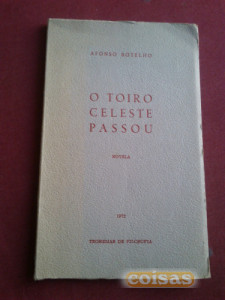 AFONSO BOTELHO
O TOIRO
CELESTE
PASSOU
NOVELA
coisas